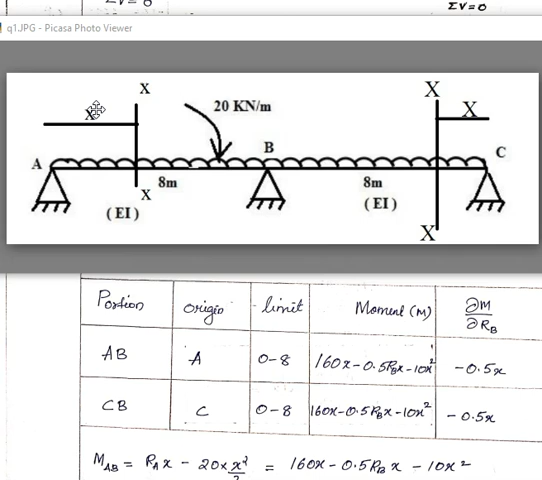 ΣV = 0
ΣV=0
q1.JPG - Picasa Photo Viewer
X
X
X
X
20 KN/m
A
B
C
X
8m
8m
(EI)
(EI)
X
Portion Origin limit Moment (M) ∂M/∂R_B
AB A 0-8 160x-0.5R_Bx-10x² -0.5x
CB C 0-8 160x-0.5R_Bx-10x² -0.5x
M_AB = R_A x - 20×x²/2 = 160x - 0.5R_B x - 10x²